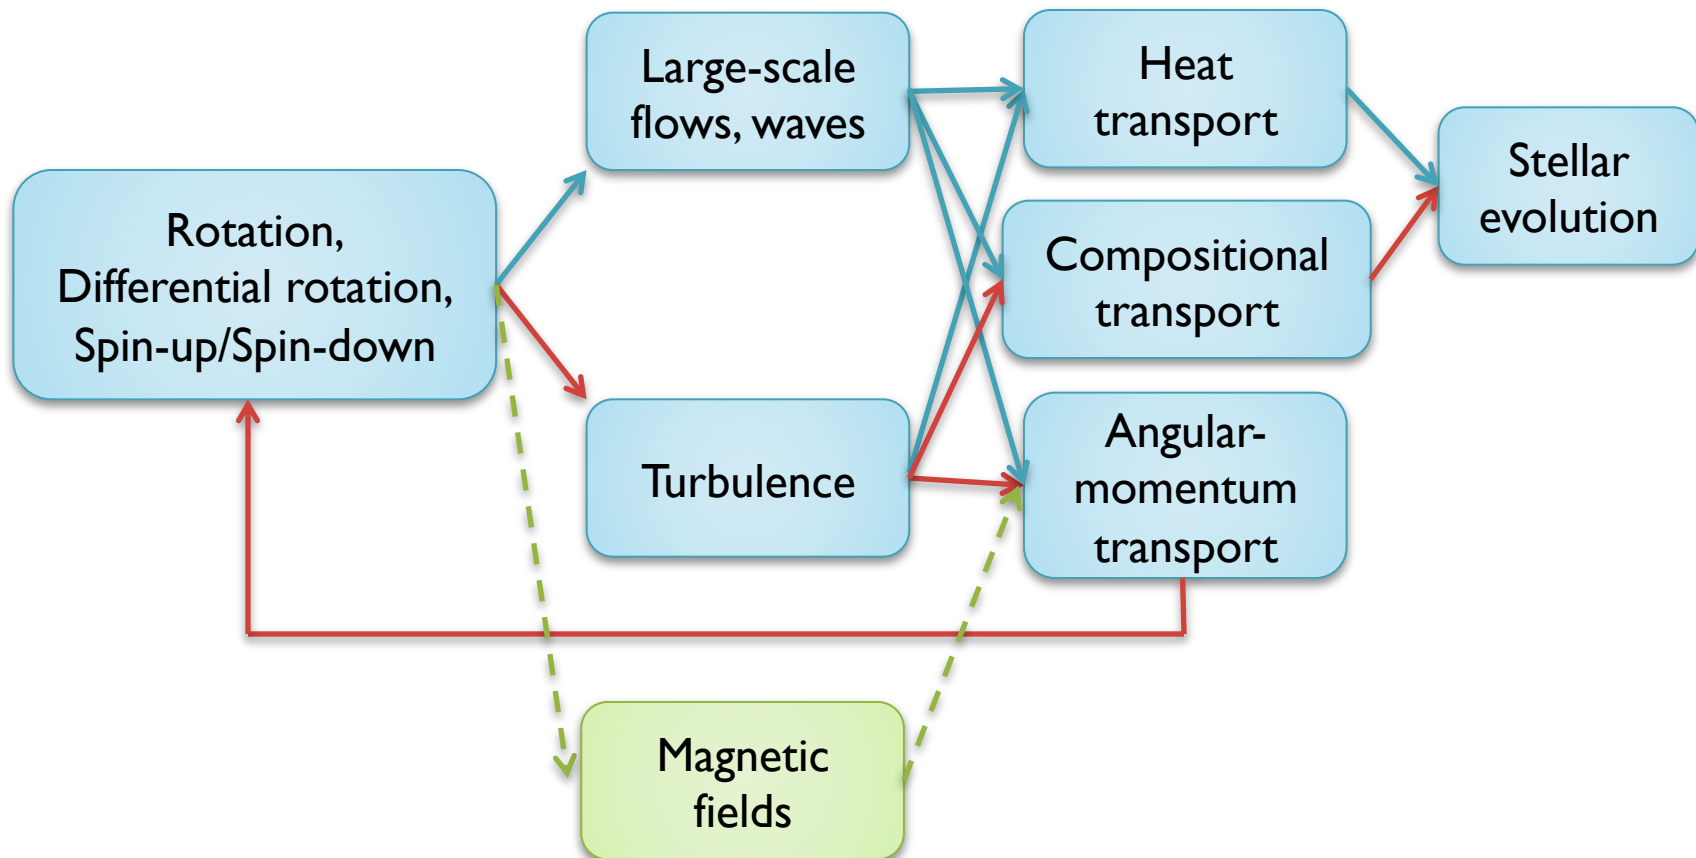 Large-scale
flows, waves
Heat
transport
Stellar
evolution
Rotation,
Differential rotation,
Spin-up/Spin-down
Compositional
transport
Turbulence
Angular-
momentum
transport
Magnetic
fields